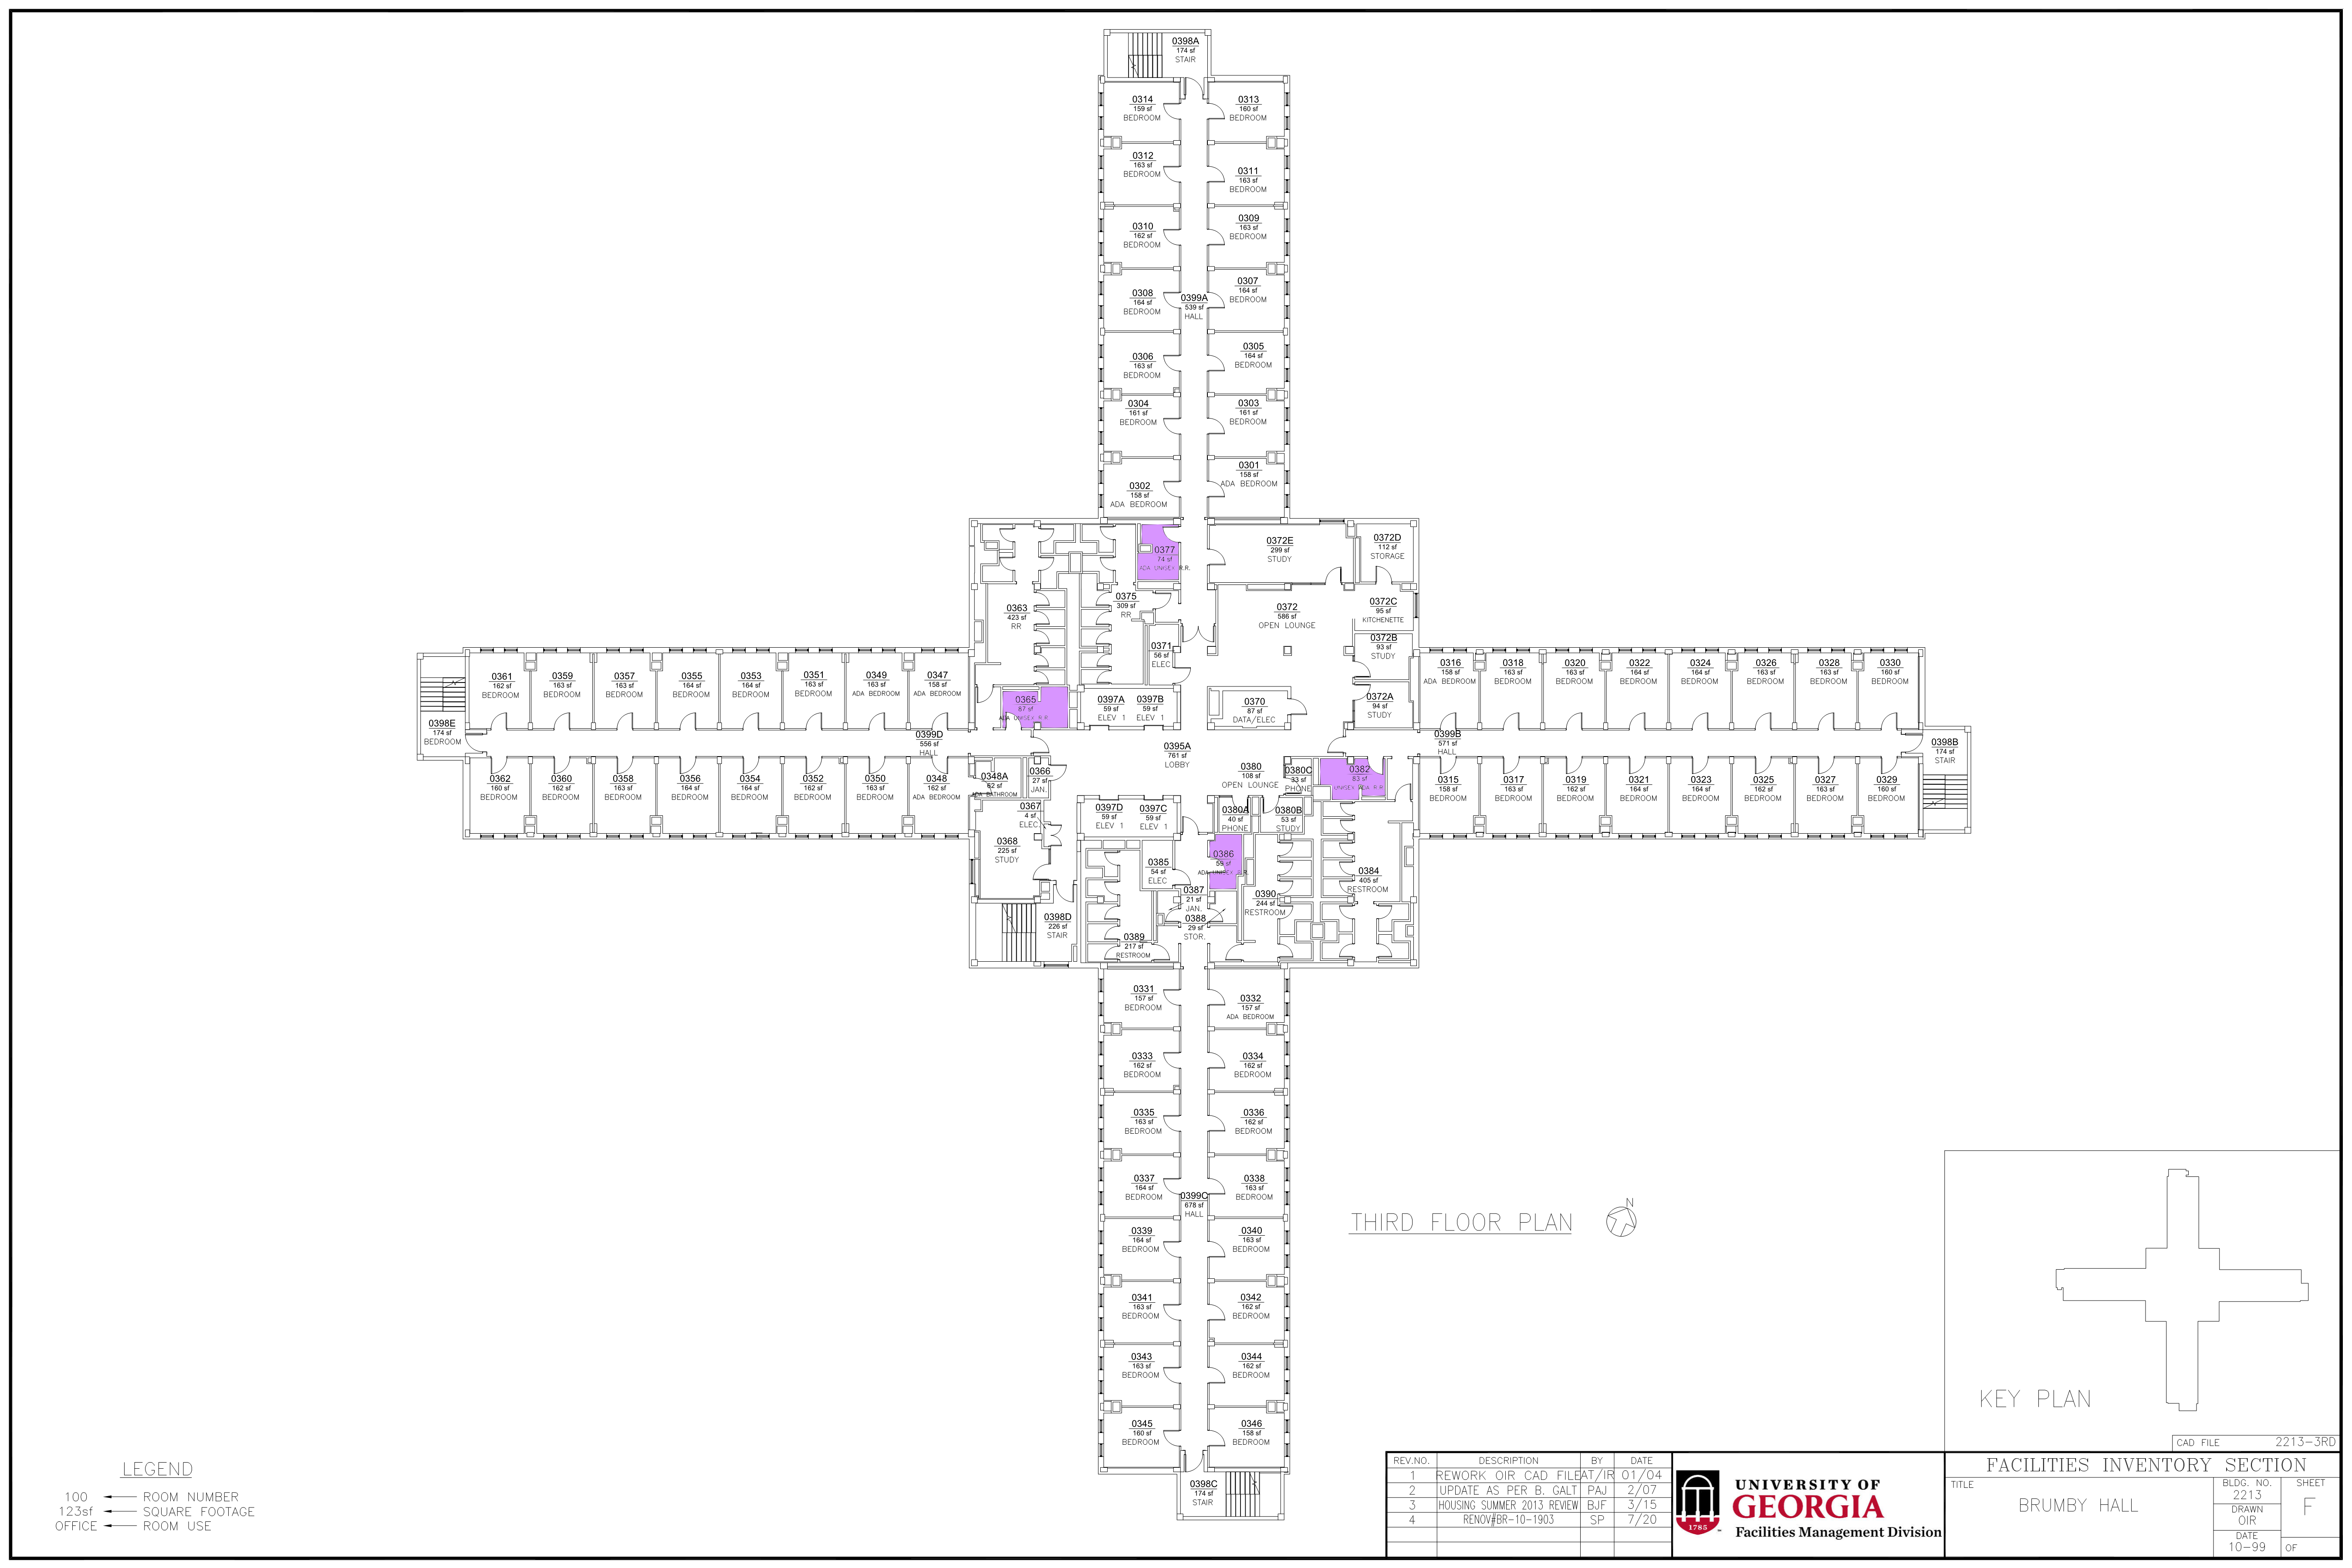 0398A
174 sf
STAIR
0314
159 sf
BEDROOM
0313
160 sf
BEDROOM
0312
163 sf
BEDROOM
0311
163 sf
BEDROOM
0310
162 sf
BEDROOM
0309
163 sf
BEDROOM
0308
164 sf
BEDROOM
0399A
539 sf
HALL
0307
164 sf
BEDROOM
0306
163 sf
BEDROOM
0305
164 sf
BEDROOM
0304
161 sf
BEDROOM
0303
161 sf
BEDROOM
0302
158 sf
ADA BEDROOM
0301
158 sf
ADA BEDROOM
0377
74 sf
ADA UNISEX R.R.
0372E
299 sf
STUDY
0372D
112 sf
STORAGE
0363
423 sf
RR
0375
309 sf
RR
0372
586 sf
OPEN LOUNGE
0372C
95 sf
KITCHENETTE
0371
56 sf
ELEC
0372B
93 sf
STUDY
0361
162 sf
BEDROOM
0359
163 sf
BEDROOM
0357
163 sf
BEDROOM
0355
164 sf
BEDROOM
0353
164 sf
BEDROOM
0351
163 sf
BEDROOM
0349
163 sf
ADA BEDROOM
0347
158 sf
ADA BEDROOM
0365
87 sf
ADA UNISEX R.R.
0397A
59 sf
ELEV 1
0397B
59 sf
ELEV 1
0370
87 sf
DATA/ELEC
0372A
94 sf
STUDY
0316
158 sf
ADA BEDROOM
0318
163 sf
BEDROOM
0320
162 sf
BEDROOM
0322
164 sf
BEDROOM
0324
164 sf
BEDROOM
0326
163 sf
BEDROOM
0328
163 sf
BEDROOM
0330
160 sf
BEDROOM
0398E
174 sf
BEDROOM
0399D
556 sf
HALL
0395A
761 sf
LOBBY
0399B
571 sf
HALL
0398B
174 sf
STAIR
0362
160 sf
BEDROOM
0360
162 sf
BEDROOM
0358
163 sf
BEDROOM
0356
164 sf
BEDROOM
0354
164 sf
BEDROOM
0352
162 sf
BEDROOM
0350
163 sf
BEDROOM
0348
162 sf
ADA BEDROOM
0348A
62 sf
ADA BATHROOM
0366
27 sf
JAN.
0380
108 sf
OPEN LOUNGE
0380C
33 sf
PHONE
0382
83 sf
UNISEX ADA R.R.
0315
158 sf
BEDROOM
0317
163 sf
BEDROOM
0319
162 sf
BEDROOM
0321
164 sf
BEDROOM
0323
164 sf
BEDROOM
0325
162 sf
BEDROOM
0327
163 sf
BEDROOM
0329
160 sf
BEDROOM
0367
4 sf
ELEC
0397D
59 sf
ELEV 1
0397C
59 sf
ELEV 1
0380A
40 sf
PHONE
0380B
53 sf
STUDY
0368
225 sf
STUDY
0385
54 sf
ELEC
0386
59 sf
ADA UNISEX R.R.
0384
405 sf
RESTROOM
0387
21 sf
JAN.
0390
244 sf
RESTROOM
0398D
226 sf
STAIR
0388
29 sf
STOR.
0389
217 sf
RESTROOM
0331
157 sf
BEDROOM
0332
157 sf
ADA BEDROOM
0333
162 sf
BEDROOM
0334
162 sf
BEDROOM
0335
163 sf
BEDROOM
0336
162 sf
BEDROOM
0337
164 sf
BEDROOM
0338
163 sf
BEDROOM
0399C
678 sf
HALL
0339
164 sf
BEDROOM
0340
163 sf
BEDROOM
0341
163 sf
BEDROOM
0342
162 sf
BEDROOM
0343
163 sf
BEDROOM
0344
162 sf
BEDROOM
0345
160 sf
BEDROOM
0346
158 sf
BEDROOM
0398C
174 sf
STAIR
THIRD FLOOR PLAN
N
KEY PLAN
CAD FILE 2213-3RD
LEGEND
100 ROOM NUMBER
123sf SQUARE FOOTAGE
OFFICE ROOM USE
REV.NO. DESCRIPTION BY DATE
1 REWORK OIR CAD FILE AT/IR 01/04
2 UPDATE AS PER B. GALT PAJ 2/07
3 HOUSING SUMMER 2013 REVIEW BJF 3/15
4 RENOV#BR-10-1903 SP 7/20
1785
UNIVERSITY OF
GEORGIA
Facilities Management Division
FACILITIES INVENTORY SECTION
TITLE
BRUMBY HALL
BLDG. NO.
2213
DRAWN
OIR
DATE
10-99
SHEET
F
OF